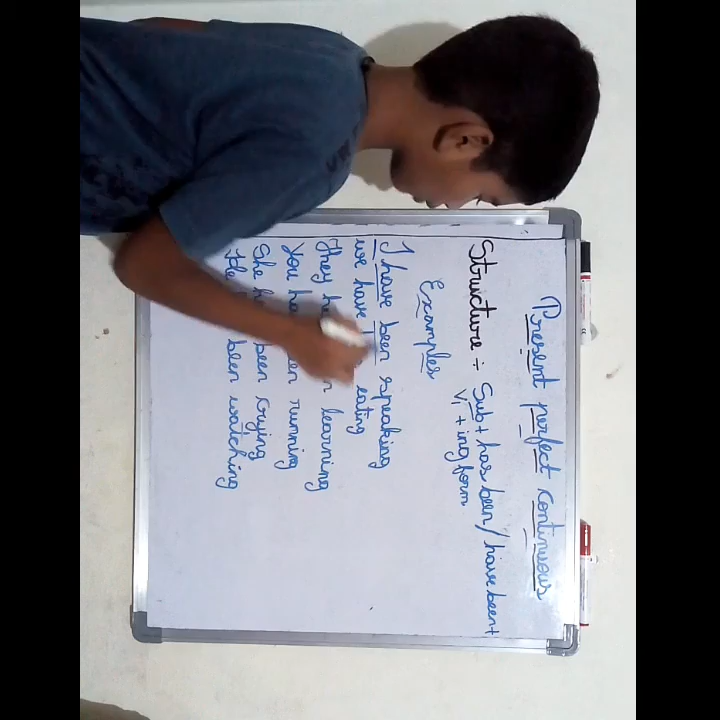 Present perfect continuous
Structure ÷ Sub + has been / have been +
V1 + ing form
Examples
I have been speaking
we have eating
They learning
You running
She been crying
He been watching